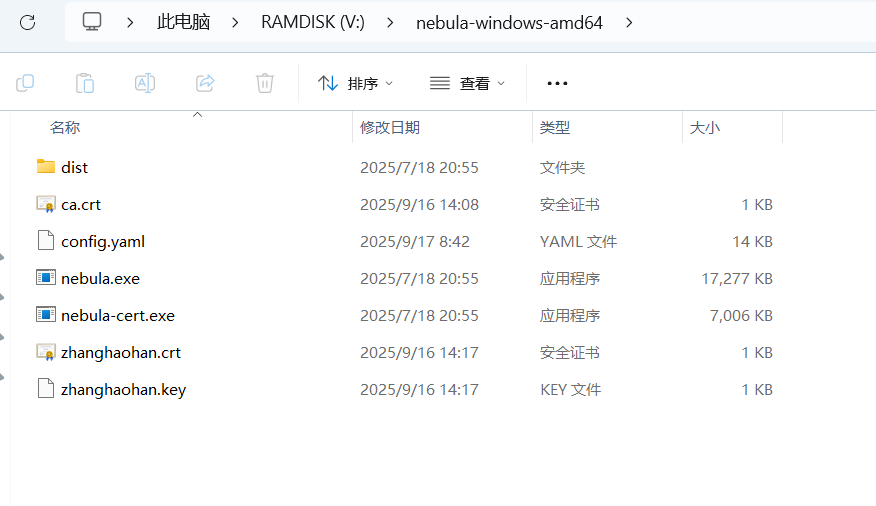 此电脑 RAMDISK (V:) nebula-windows-amd64
排序 查看
名称 修改日期 类型 大小
dist 2025/7/18 20:55 文件夹
ca.crt 2025/9/16 14:08 安全证书 1 KB
config.yaml 2025/9/17 8:42 YAML 文件 14 KB
nebula.exe 2025/7/18 20:55 应用程序 17,277 KB
nebula-cert.exe 2025/7/18 20:55 应用程序 7,006 KB
zhanghaohan.crt 2025/9/16 14:17 安全证书 1 KB
zhanghaohan.key 2025/9/16 14:17 KEY 文件 1 KB